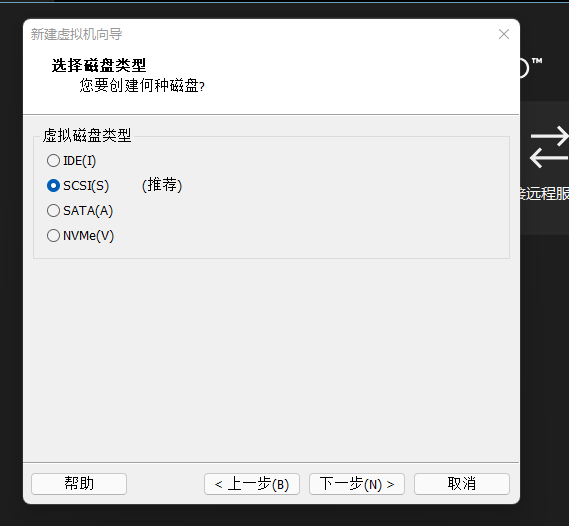 新建虚拟机向导
选择磁盘类型
您要创建何种磁盘?
™
虚拟磁盘类型
IDE(I)
SCSI(S) (推荐)
SATA(A)
NVMe(V)
接远程服
帮助
< 上一步(B)
下一步(N) >
取消